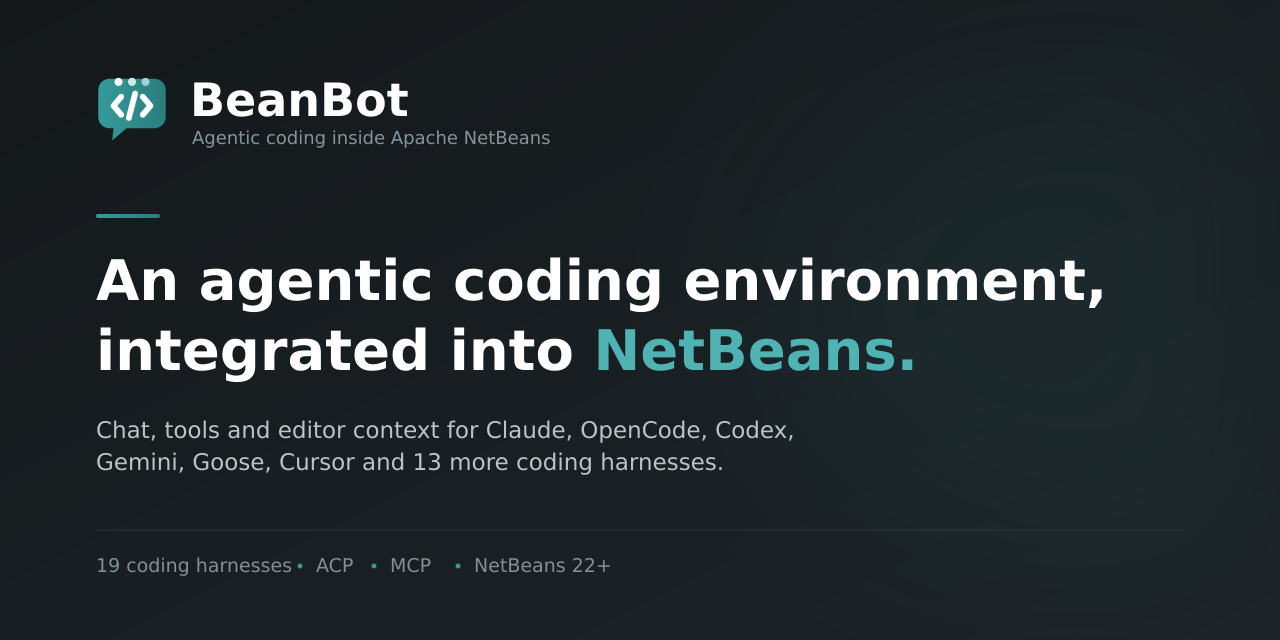 BeanBot
Agentic coding inside Apache NetBeans
An agentic coding environment,
integrated into NetBeans.
Chat, tools and editor context for Claude, OpenCode, Codex,
Gemini, Goose, Cursor and 13 more coding harnesses.
19 coding harnesses • ACP • MCP • NetBeans 22+